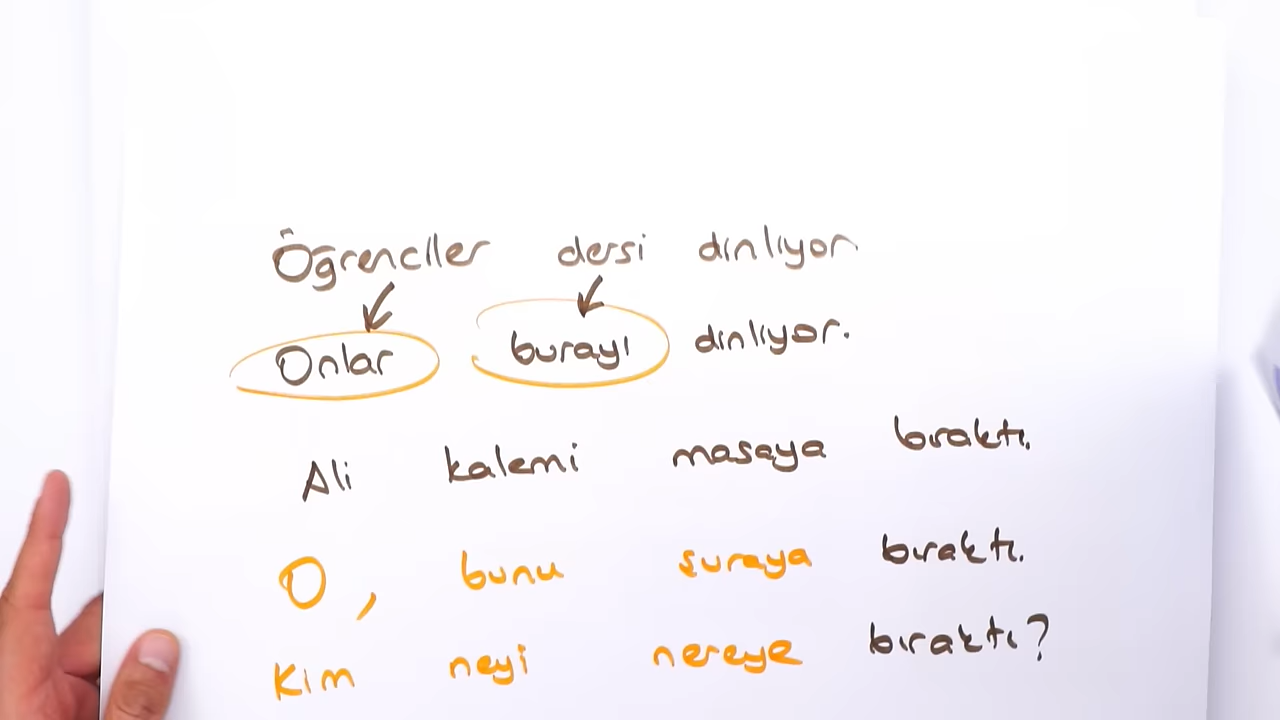 Öğrenciler dersi dinliyor
Onlar burayı dinliyor.
Ali kalemi masaya bıraktı.
O, bunu şuraya bıraktı.
Kim neyi nereye bıraktı?